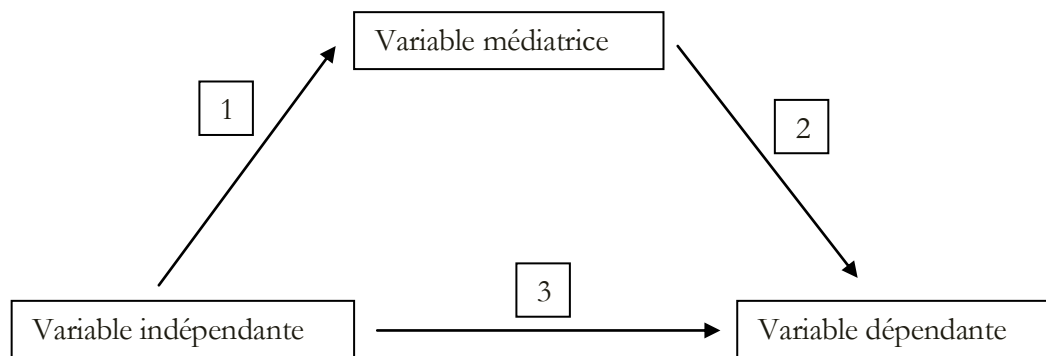 Variable médiatrice
1
2
3
Variable indépendante
Variable dépendante